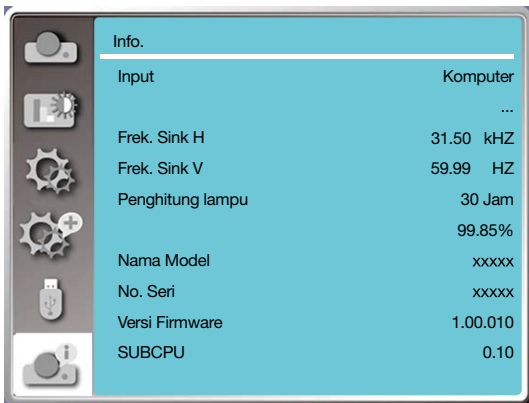 Info.
Input Komputer
...
Frek. Sink H 31.50 kHZ
Frek. Sink V 59.99 HZ
Penghitung lampu 30 Jam
99.85%
Nama Model xxxxx
No. Seri xxxxx
Versi Firmware 1.00.010
SUBCPU 0.10